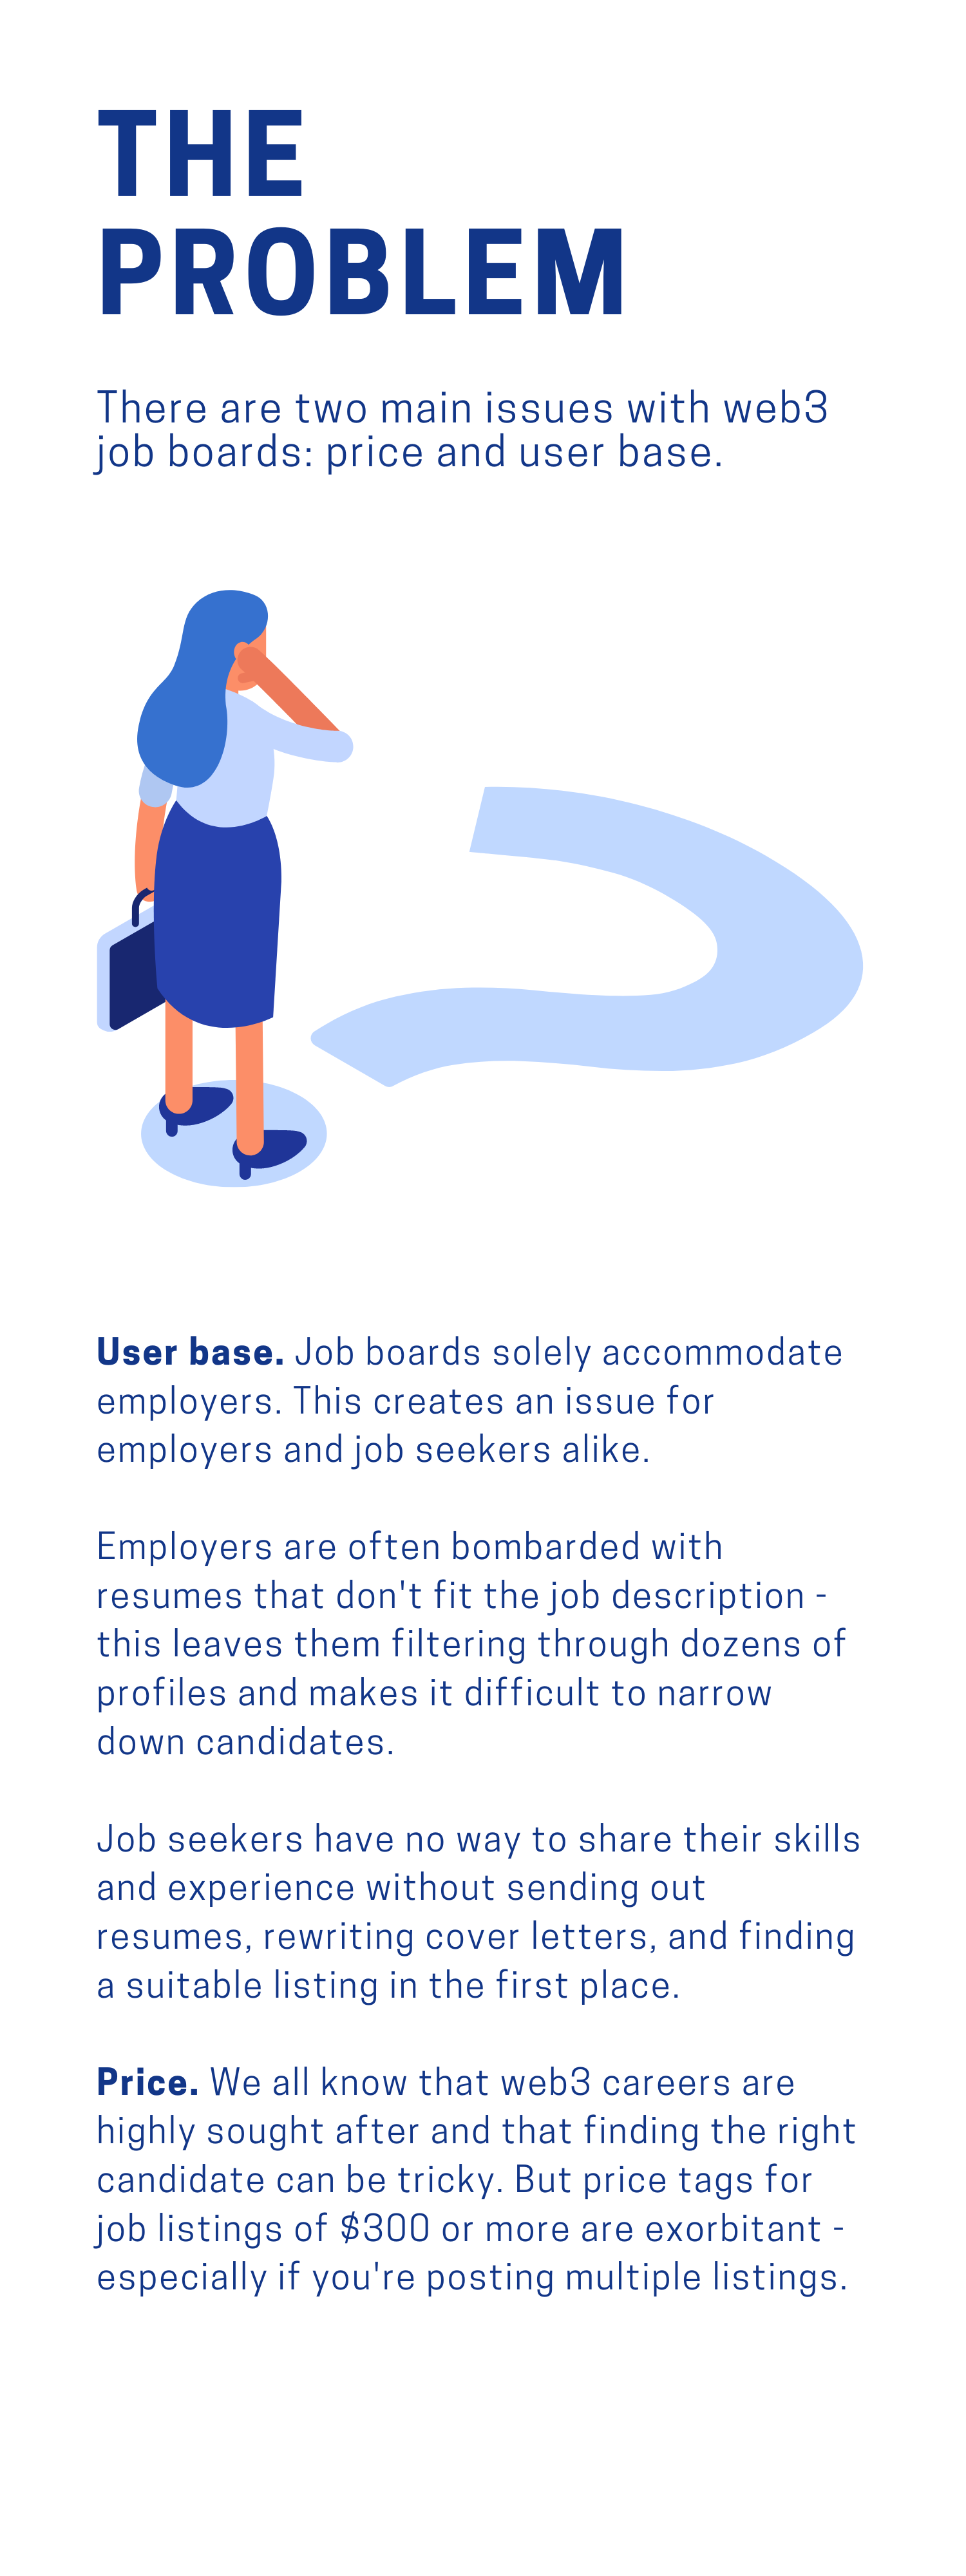 THE
PROBLEM
There are two main issues with web3
job boards: price and user base.
User base. Job boards solely accommodate
employers. This creates an issue for
employers and job seekers alike.
Employers are often bombarded with
resumes that don't fit the job description -
this leaves them filtering through dozens of
profiles and makes it difficult to narrow
down candidates.
Job seekers have no way to share their skills
and experience without sending out
resumes, rewriting cover letters, and finding
a suitable listing in the first place.
Price. We all know that web3 careers are
highly sought after and that finding the right
candidate can be tricky. But price tags for
job listings of $300 or more are exorbitant -
especially if you're posting multiple listings.